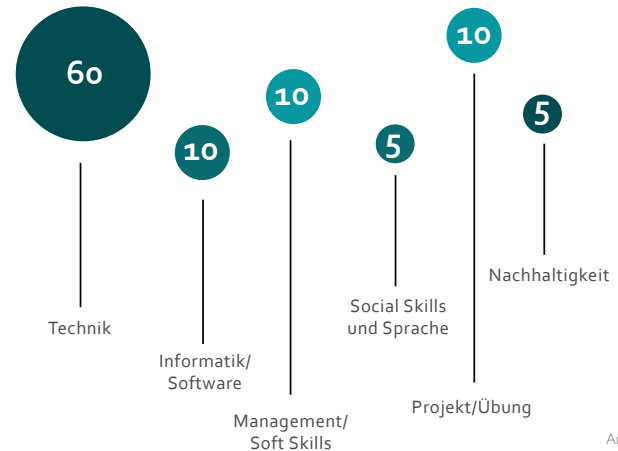 60
10
10
5
10
5
Technik
Informatik/
Software
Management/
Soft Skills
Social Skills
und Sprache
Projekt/Übung
Nachhaltigkeit